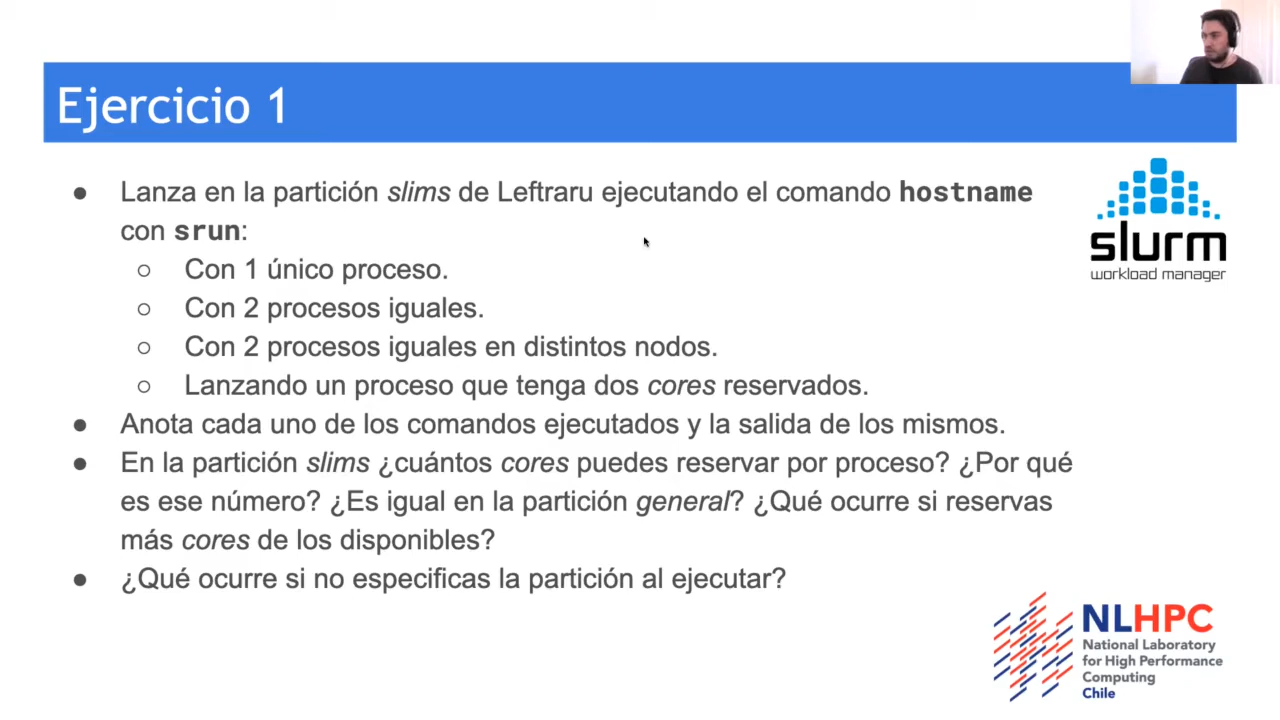 Ejercicio 1
● Lanza en la partición slims de Leftraru ejecutando el comando hostname
con srun:
○ Con 1 único proceso.
○ Con 2 procesos iguales.
○ Con 2 procesos iguales en distintos nodos.
○ Lanzando un proceso que tenga dos cores reservados.
● Anota cada uno de los comandos ejecutados y la salida de los mismos.
● En la partición slims ¿cuántos cores puedes reservar por proceso? ¿Por qué
es ese número? ¿Es igual en la partición general? ¿Qué ocurre si reservas
más cores de los disponibles?
● ¿Qué ocurre si no especificas la partición al ejecutar?
slurm
workload manager
NLHPC
National Laboratory
for High Performance
Computing
Chile